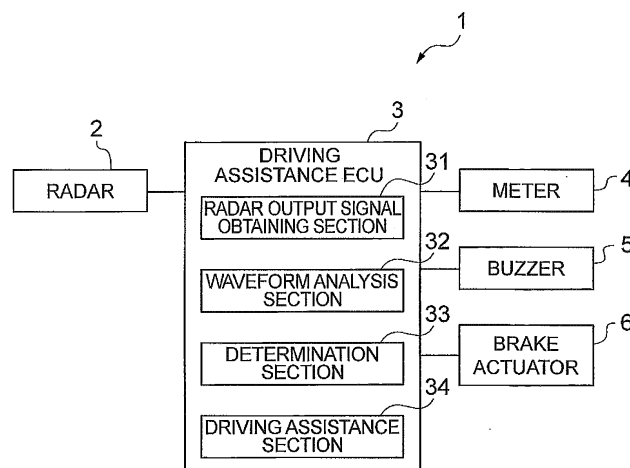 1
2
RADAR
3
DRIVING
ASSISTANCE ECU
31
RADAR OUTPUT SIGNAL
OBTAINING SECTION
32
WAVEFORM ANALYSIS
SECTION
33
DETERMINATION
SECTION
34
DRIVING ASSISTANCE
SECTION
METER
4
5
BUZZER
6
BRAKE
ACTUATOR